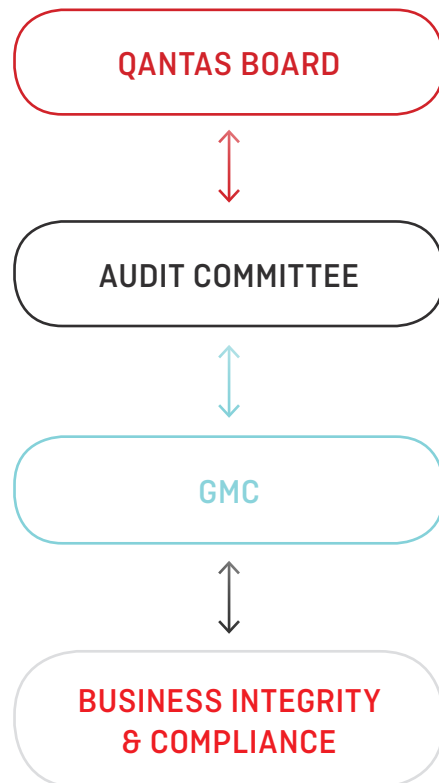 QANTAS BOARD
AUDIT COMMITTEE
GMC
BUSINESS INTEGRITY
& COMPLIANCE